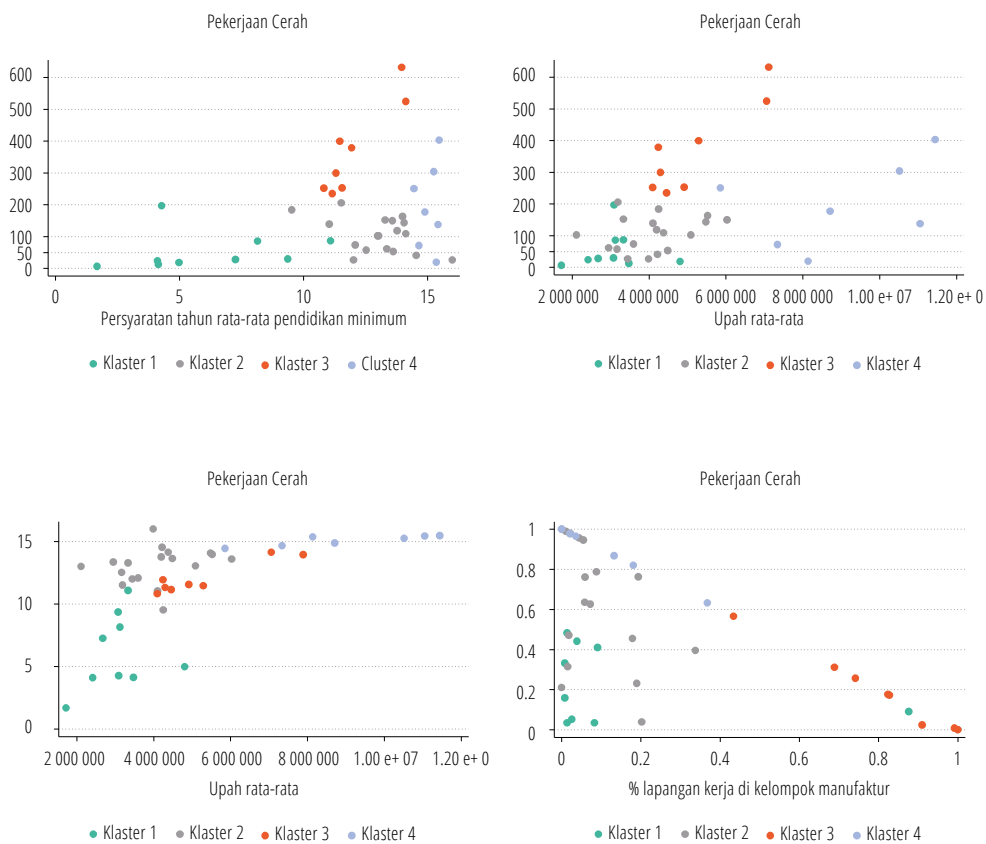 Pekerjaan Cerah
600
500
400
300
200
100
50
0
0 5 10 15
Persyaratan tahun rata-rata pendidikan minimum
Klaster 1 Klaster 2 Klaster 3 Cluster 4
Pekerjaan Cerah
600
500
400
300
200
100
50
0
2 000 000 4 000 000 6 000 000 8 000 000 1.00 e+ 07 1.20 e+ 0
Upah rata-rata
Klaster 1 Klaster 2 Klaster 3 Klaster 4
Pekerjaan Cerah
15
10
5
0
2 000 000 4 000 000 6 000 000 8 000 000 1.00 e+ 07 1.20 e+ 0
Upah rata-rata
Klaster 1 Klaster 2 Klaster 3 Klaster 4
Pekerjaan Cerah
1
0.8
0.6
0.4
0.2
0
0 0.2 0.4 0.6 0.8 1
% lapangan kerja di kelompok manufaktur
Klaster 1 Klaster 2 Klaster 3 Klaster 4